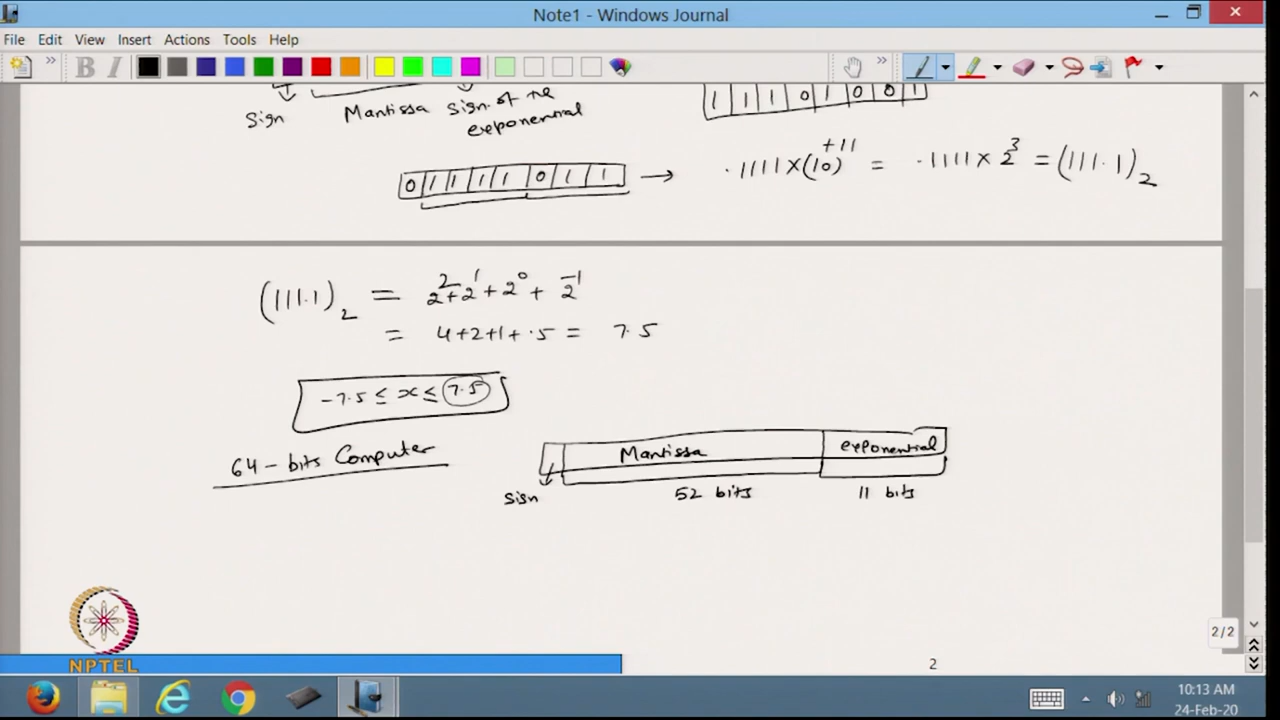 Note1 - Windows Journal
File Edit View Insert Actions Tools Help
B I
Sign Mantissa Sign. of the exponential
1 1 1 0 1 0 0 1
0 1 1 1 1 0 1 1 → .1111×(10)^{+11} = .1111×2^3 = (111.1)_2
(111.1)_2 = 2^2+2^1+2^0+2^{-1}
= 4+2+1+.5 = 7.5
-7.5 ≤ x ≤ 7.5
64-bits Computer
Mantissa exponential
Sign 52 bits 11 bits
2/2
NPTEL
2
10:13 AM
24-Feb-20